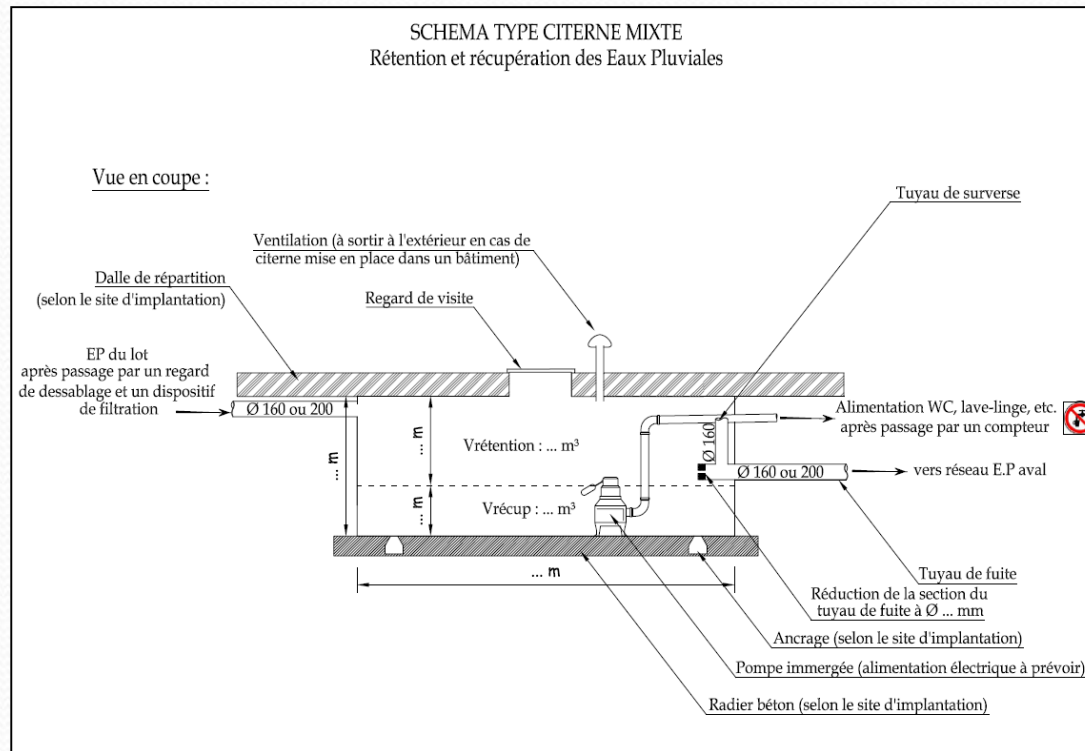 SCHEMA TYPE CITERNE MIXTE
Rétention et récupération des Eaux Pluviales
Vue en coupe :
Tuyau de surverse
Ventilation (à sortir à l'extérieur en cas de
citerne mise en place dans un bâtiment)
Dalle de répartition
(selon le site d'implantation)
Regard de visite
EP du lot
après passage par un regard
de dessablage et un dispositif
de filtration
Ø 160 ou 200
Alimentation WC, lave-linge, etc.
après passage par un compteur
... m
... m
Vrétention : ... m³
Ø 160
Ø 160 ou 200
vers réseau E.P aval
... m
Vrécup : ... m³
... m
Tuyau de fuite
Réduction de la section du
tuyau de fuite à Ø ... mm
Ancrage (selon le site d'implantation)
Pompe immergée (alimentation électrique à prévoir)
Radier béton (selon le site d'implantation)